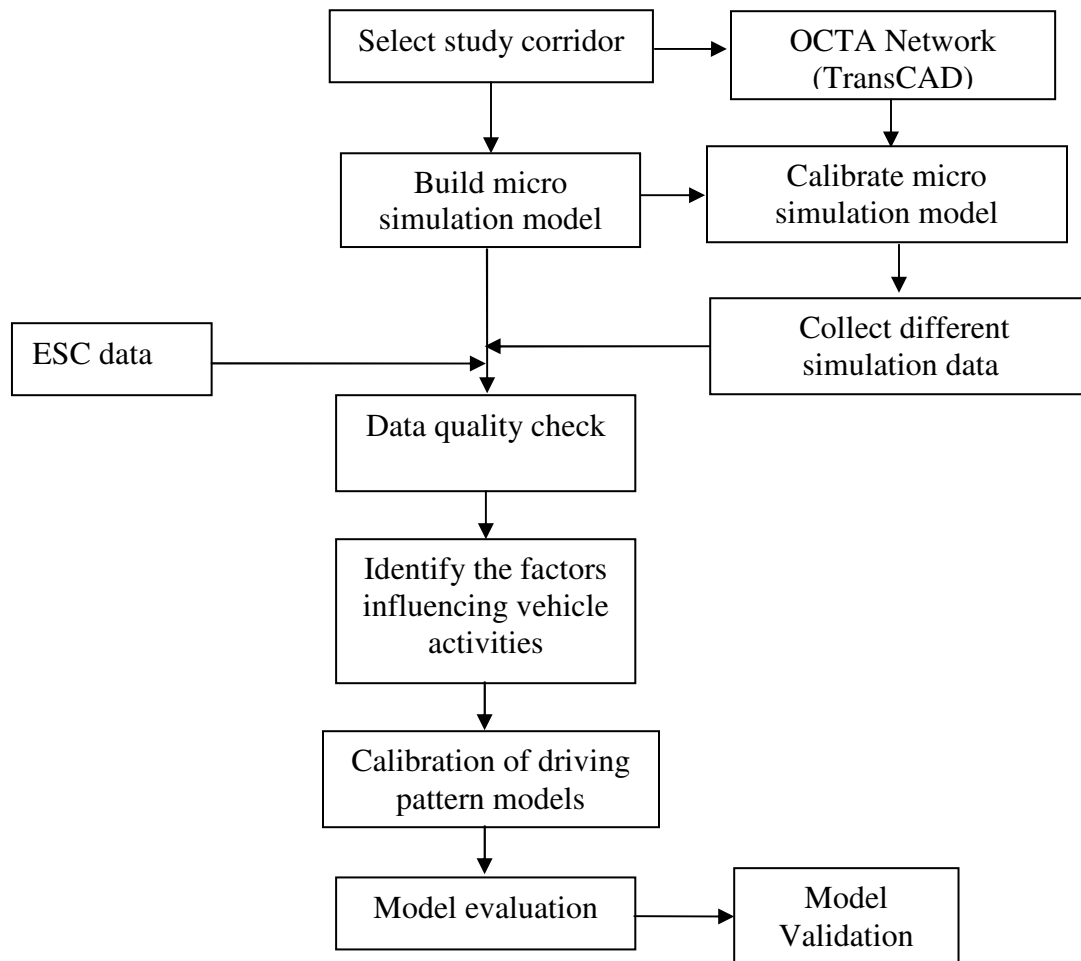 Select study corridor
OCTA Network
(TransCAD)
Build micro
simulation model
Calibrate micro
simulation model
ESC data
Collect different
simulation data
Data quality check
Identify the factors
influencing vehicle
activities
Calibration of driving
pattern models
Model evaluation
Model
Validation